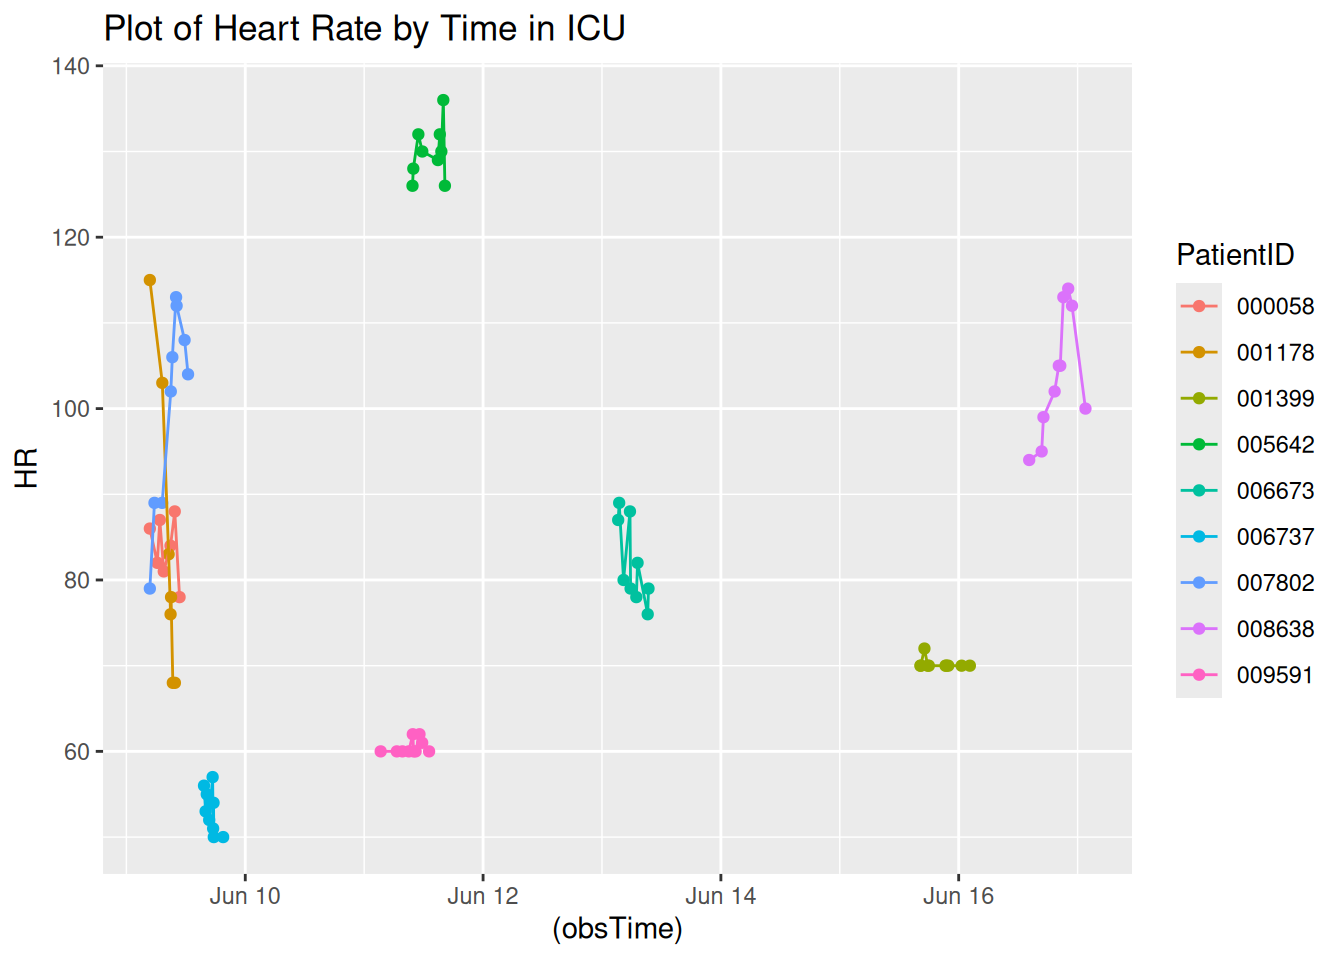 Plot of Heart Rate by Time in ICU
140
120
100
80
60
HR
Jun 10
Jun 12
Jun 14
Jun 16
(obsTime)
PatientID
000058
001178
001399
005642
006673
006737
007802
008638
009591